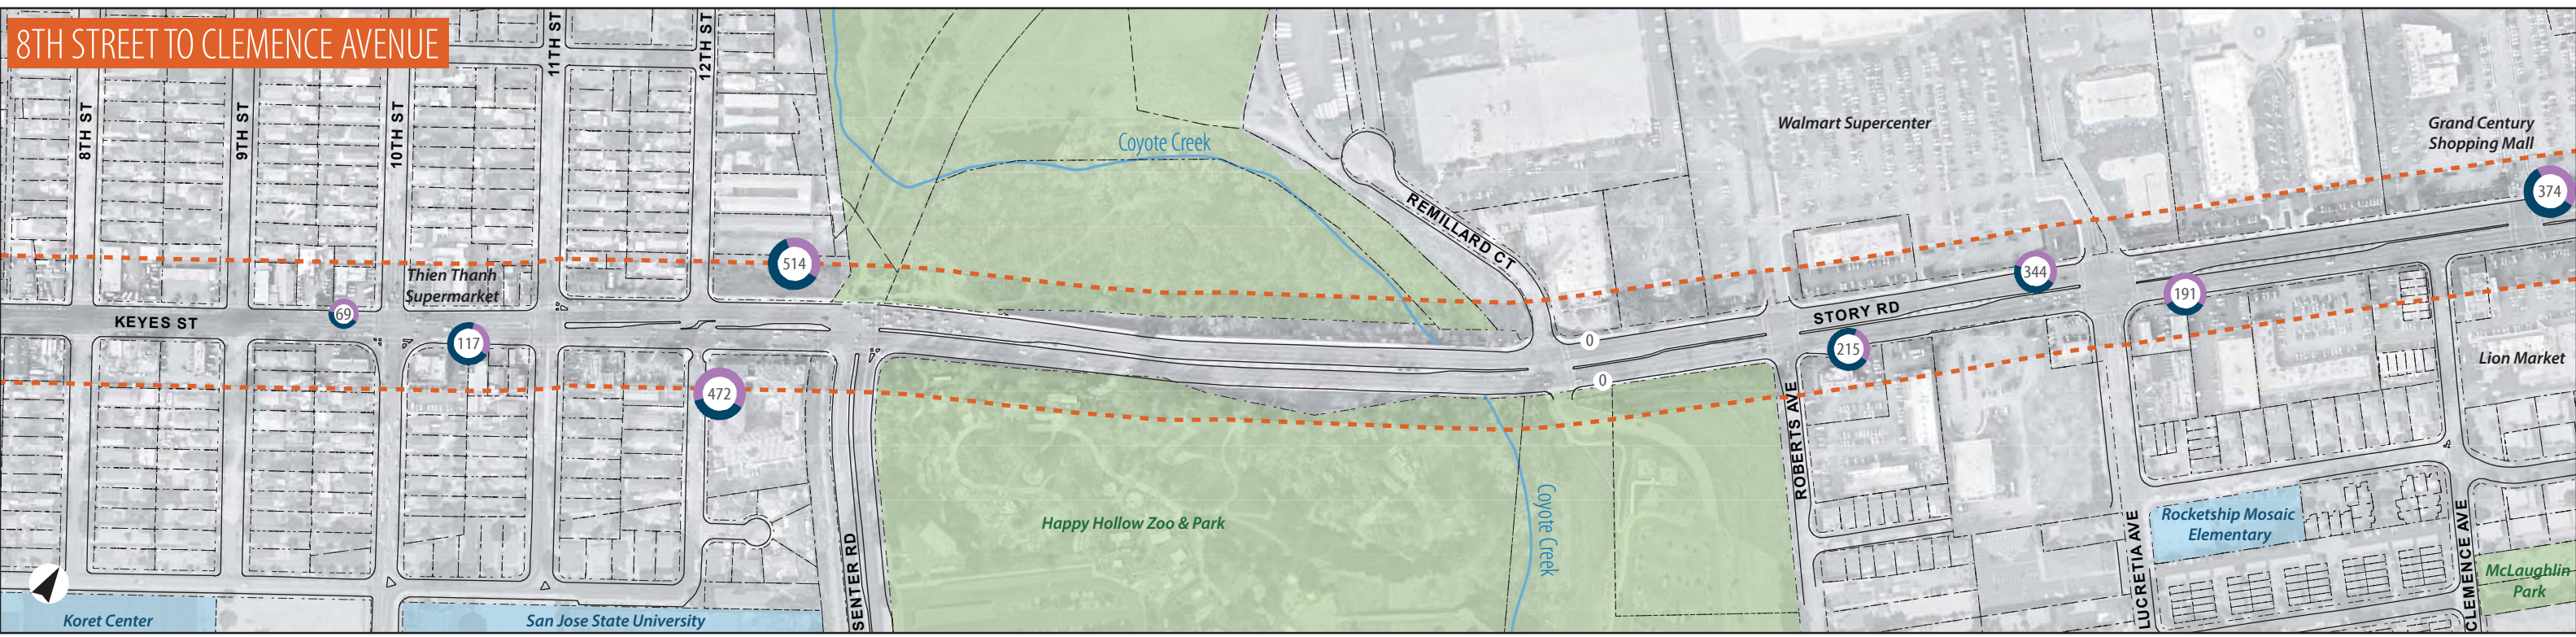 8TH STREET TO CLEMENCE AVENUE
8TH ST
9TH ST
10TH ST
11TH ST
12TH ST
Coyote Creek
REMILLARD CT
Walmart Supercenter
Grand Century
Shopping Mall
374
514
344
191
Thien Thanh
Supermarket
69
KEYES ST
117
472
0
0
STORY RD
215
Lion Market
ROBERTS AVE
Happy Hollow Zoo & Park
Coyote Creek
SENTER RD
LUCRETIA AVE
Rocketship Mosaic
Elementary
CLEMENCE AVE
McLaughlin
Park
Koret Center
San Jose State University